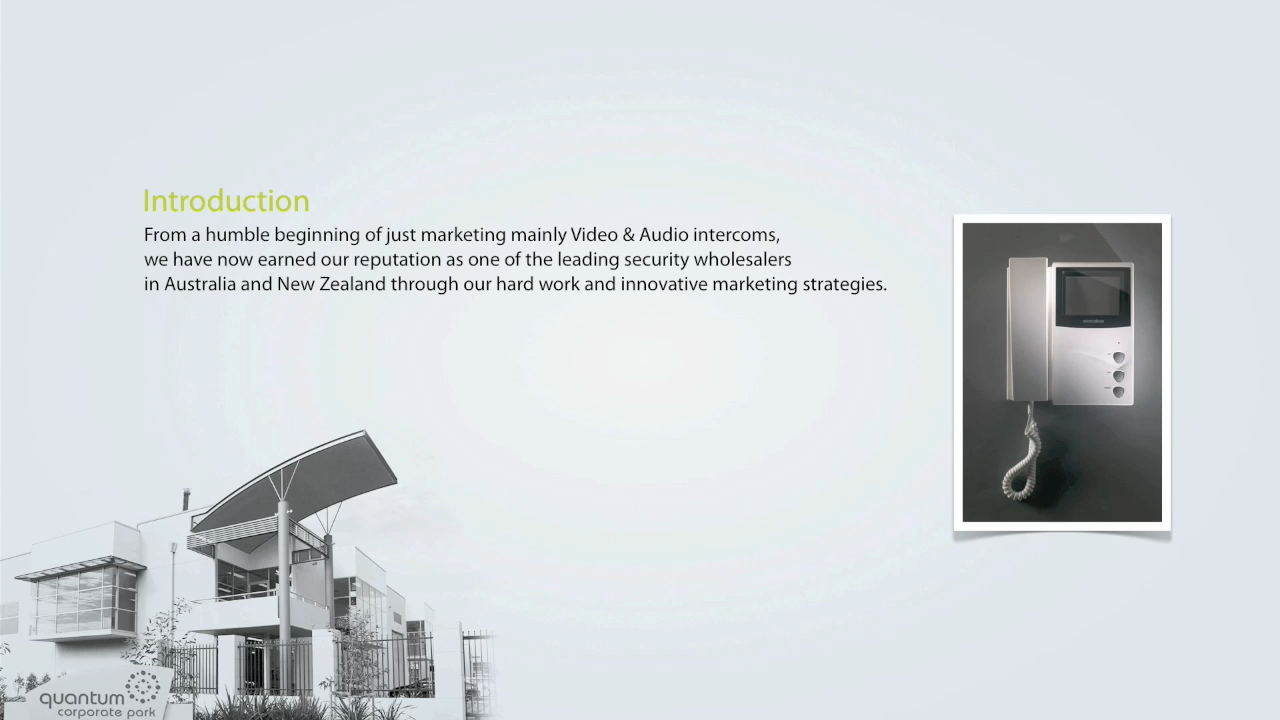 Introduction
From a humble beginning of just marketing mainly Video & Audio intercoms,
we have now earned our reputation as one of the leading security wholesalers
in Australia and New Zealand through our hard work and innovative marketing strategies.
quantum
corporate park